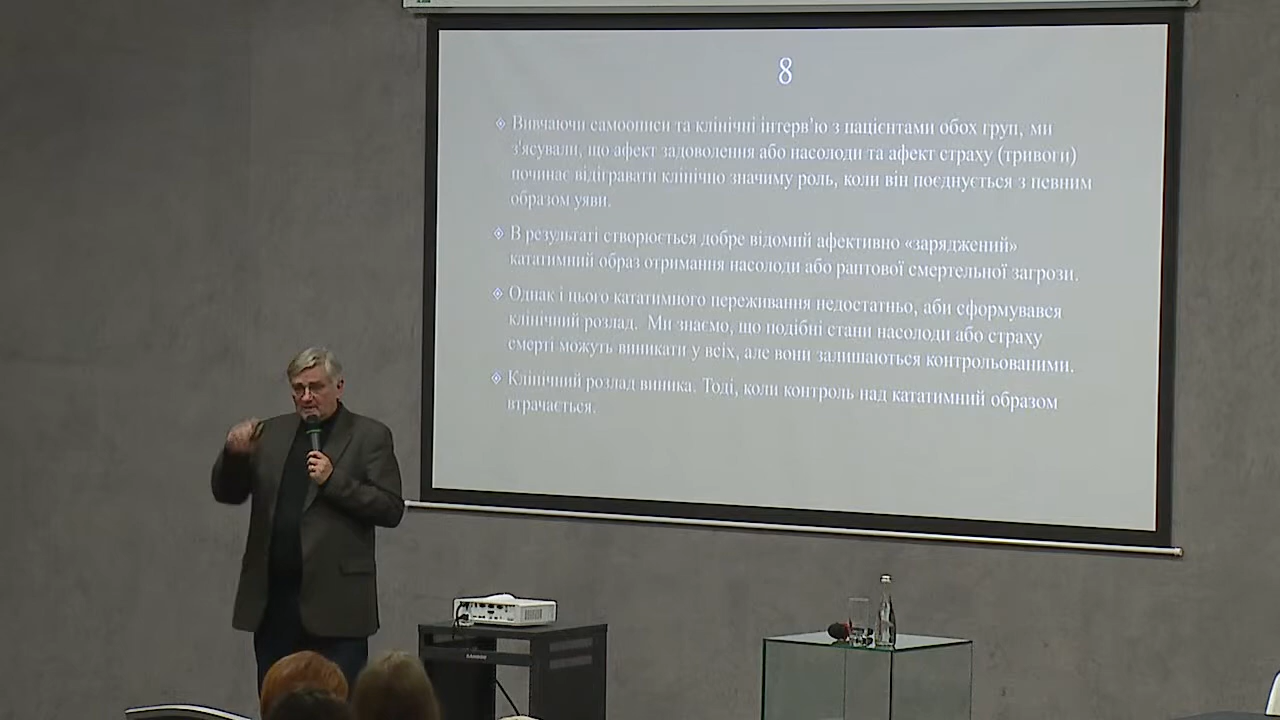 8
Вивчаючи самоописи та клінічні інтерв'ю з пацієнтами обох груп, ми
з'ясували, що афект задоволення або насолоди та афект страху (тривоги)
починає відігравати клінічно значиму роль, коли він поєднується з певним
образом уяви.
В результаті створюється добре відомий афективно «заряджений»
кататимний образ отримання насолоди або раптової смертельної загрози.
Однак і цього кататимного переживання недостатньо, аби сформувався
клінічний розлад. Ми знаємо, що подібні стани насолоди або страху
смерті можуть виникати у всіх, але вони залишаються контрольованими.
Клінічний розлад виника. Тоді, коли контроль над кататимний образом
втрачається.